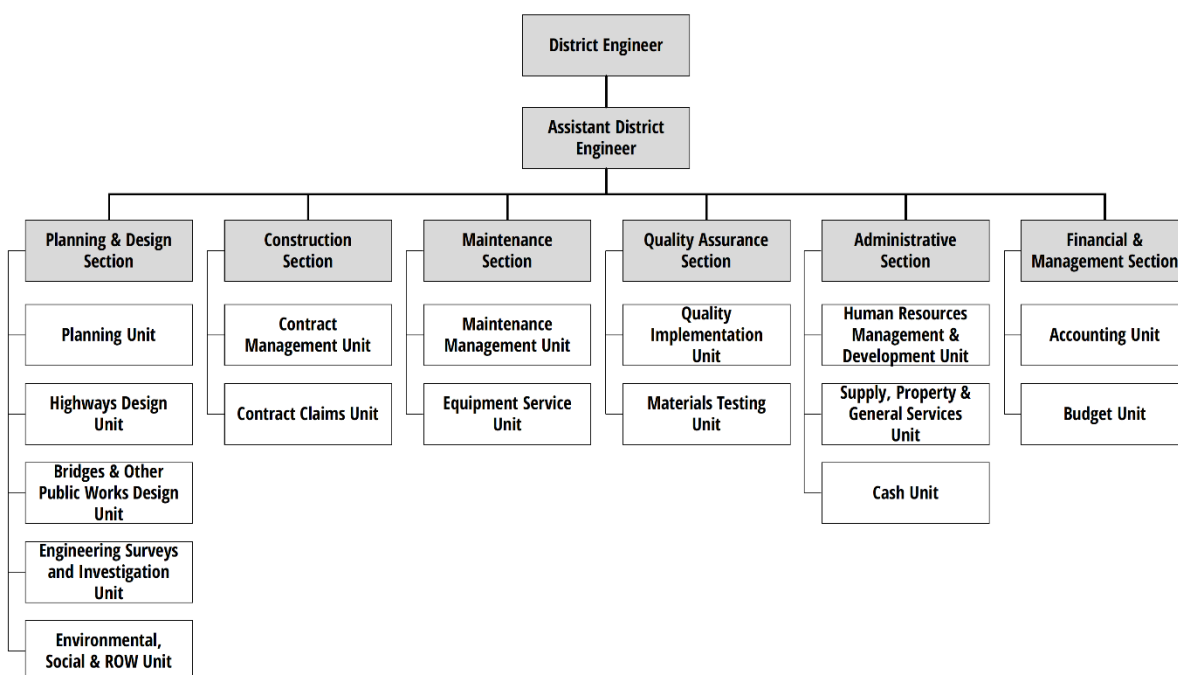 District Engineer
Assistant District
Engineer
Planning & Design
Section
Construction
Section
Maintenance
Section
Quality Assurance
Section
Administrative
Section
Financial &
Management Section
Planning Unit
Highways Design
Unit
Bridges & Other
Public Works Design
Unit
Engineering Surveys
and Investigation
Unit
Environmental,
Social & ROW Unit
Contract
Management Unit
Contract Claims Unit
Maintenance
Management Unit
Equipment Service
Unit
Quality
Implementation
Unit
Materials Testing
Unit
Human Resources
Management &
Development Unit
Supply, Property &
General Services
Unit
Cash Unit
Accounting Unit
Budget Unit